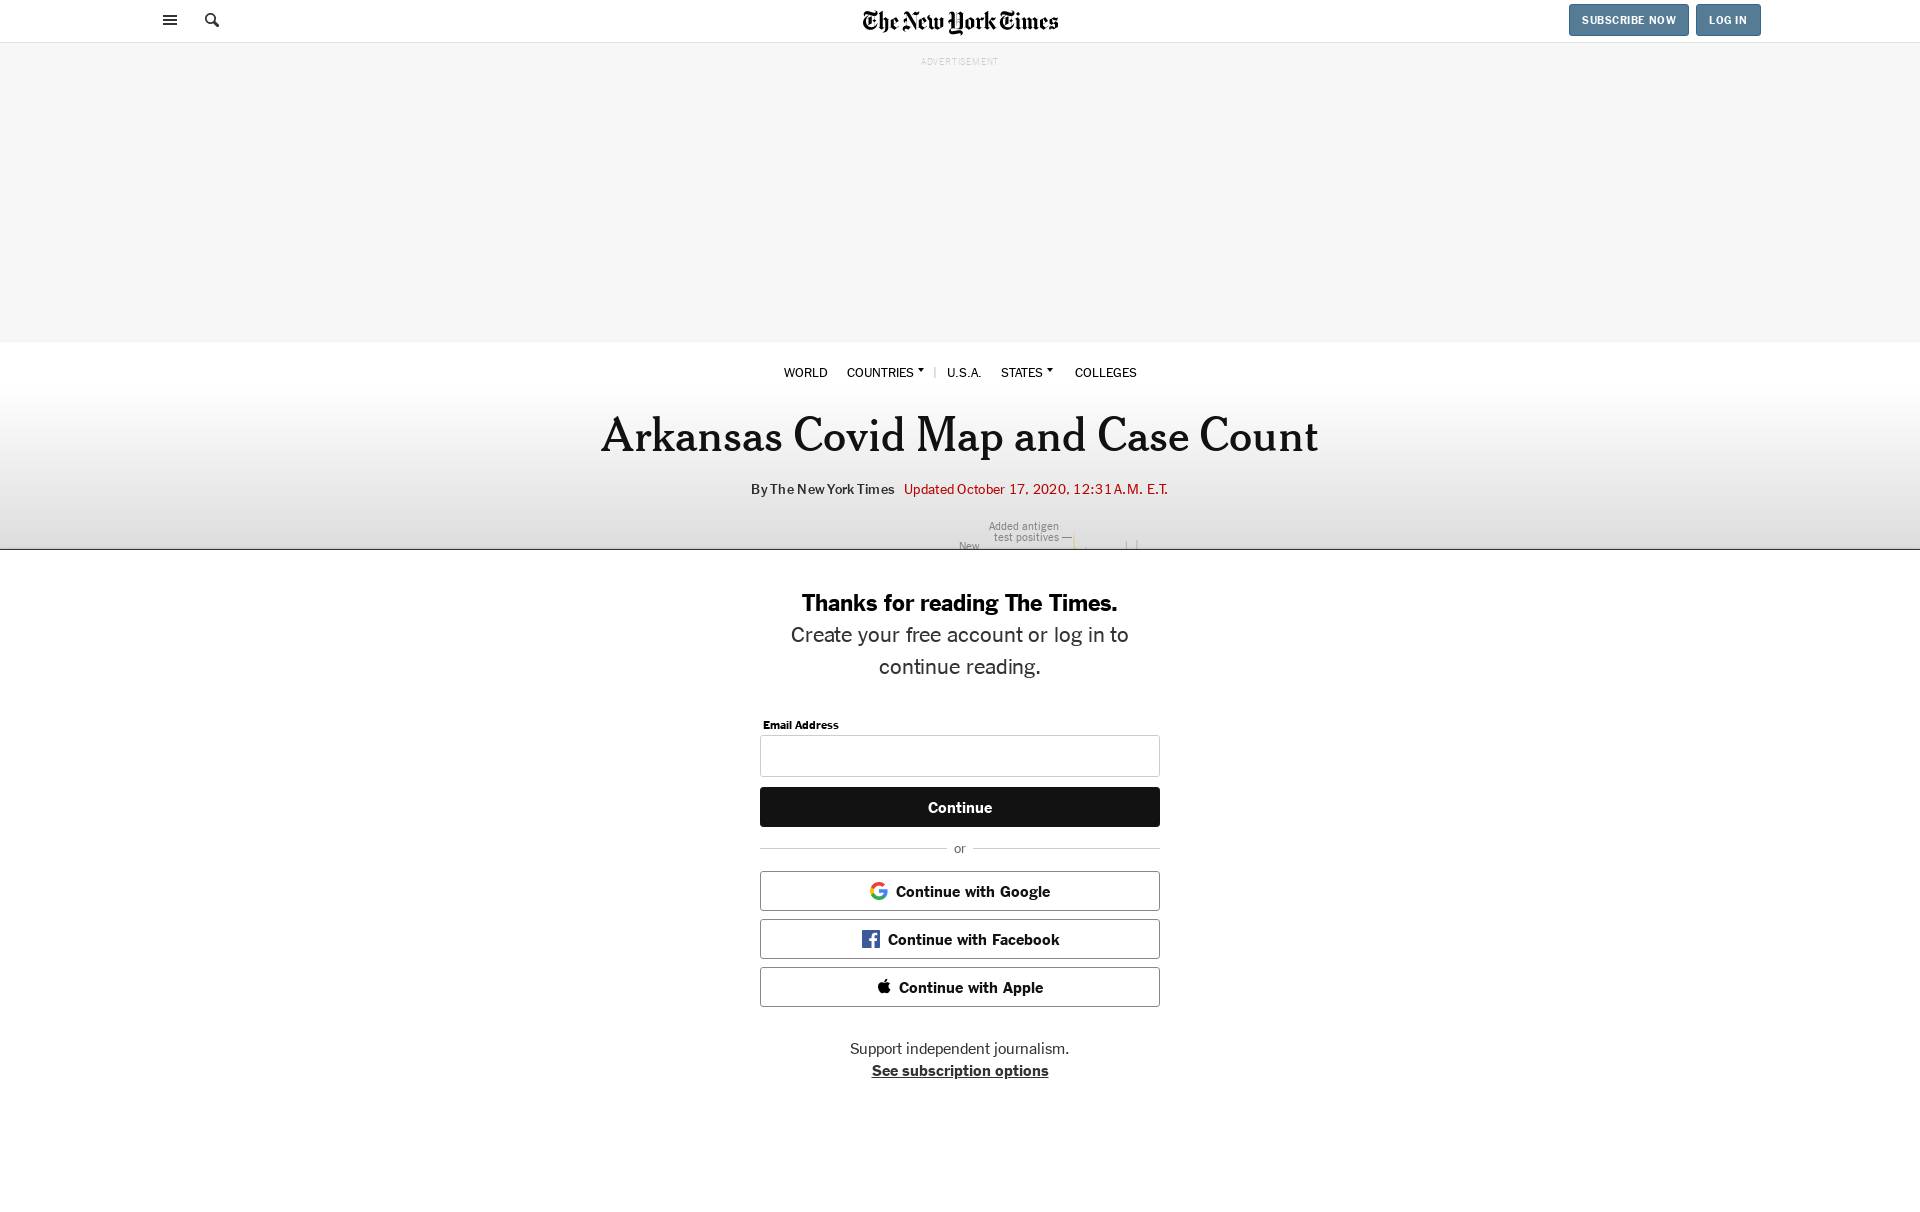 The New York Times
SUBSCRIBE NOW
LOG IN
ADVERTISEMENT
WORLD COUNTRIES | U.S.A. STATES COLLEGES
Arkansas Covid Map and Case Count
By The New York Times Updated October 17, 2020, 12:31 A.M. E.T.
Added antigen
test positives —
New
Thanks for reading The Times.
Create your free account or log in to
continue reading.
Email Address
Continue
or
Continue with Google
Continue with Facebook
Continue with Apple
Support independent journalism.
See subscription options